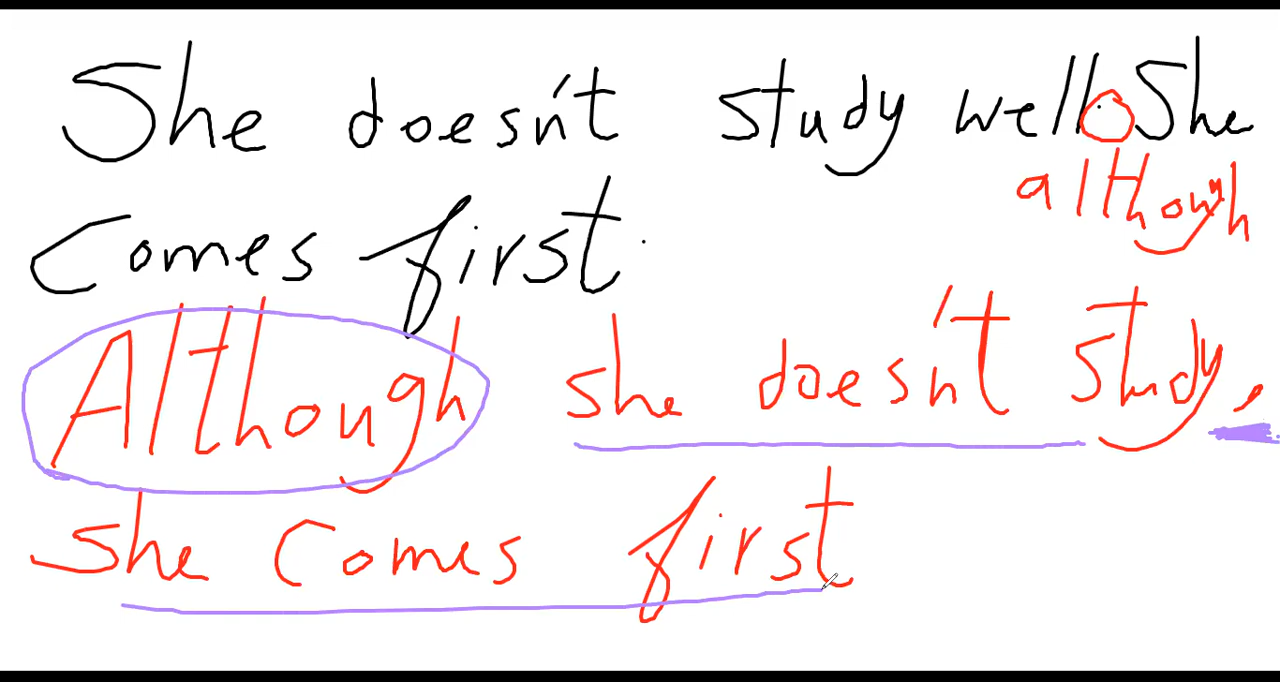 She doesn't study well. She
although
Comes first.
Although she doesn't study,
she comes first